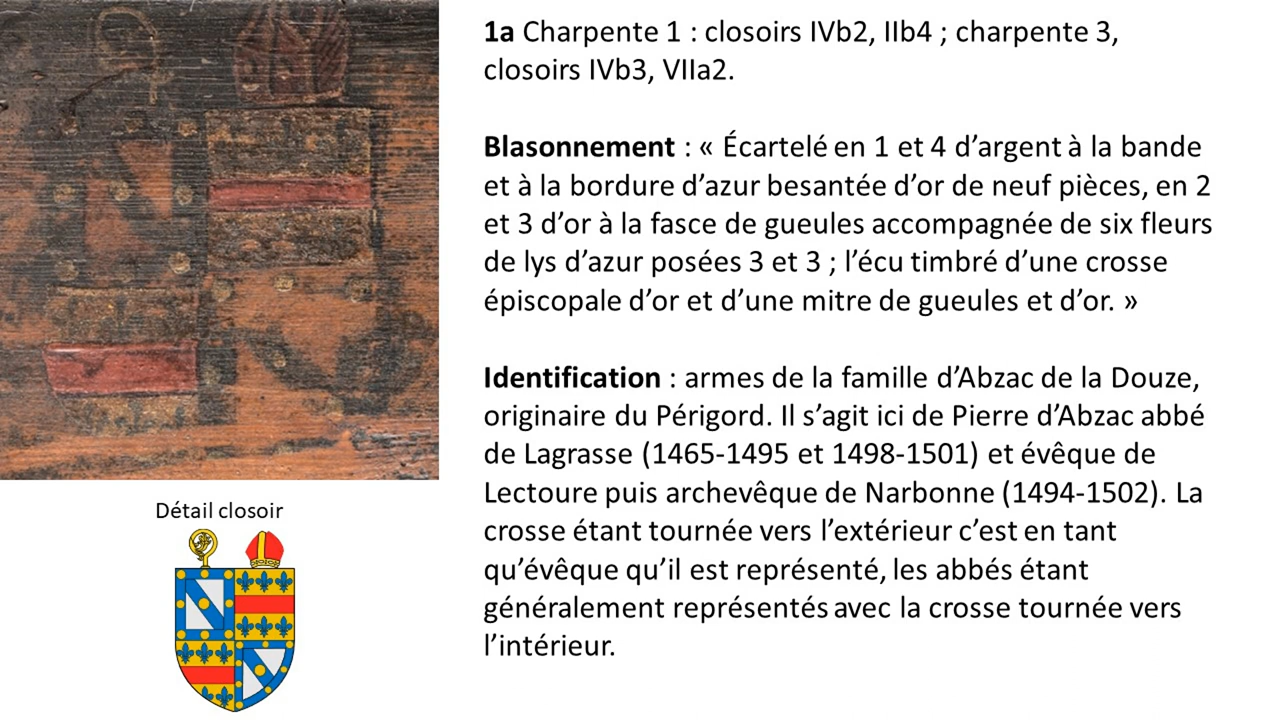 1a Charpente 1 : closoirs IVb2, IIb4 ; charpente 3,
closoirs IVb3, VIIa2.
Blasonnement : « Écartelé en 1 et 4 d’argent à la bande
et à la bordure d’azur besantée d’or de neuf pièces, en 2
et 3 d’or à la fasce de gueules accompagnée de six fleurs
de lys d’azur posées 3 et 3 ; l’écu timbré d’une crosse
épiscopale d’or et d’une mitre de gueules et d’or. »
Identification : armes de la famille d’Abzac de la Douze,
originaire du Périgord. Il s’agit ici de Pierre d’Abzac abbé
de Lagrasse (1465-1495 et 1498-1501) et évêque de
Lectoure puis archevêque de Narbonne (1494-1502). La
crosse étant tournée vers l’extérieur c’est en tant
qu’évêque qu’il est représenté, les abbés étant
généralement représentés avec la crosse tournée vers
l’intérieur.
Détail closoir